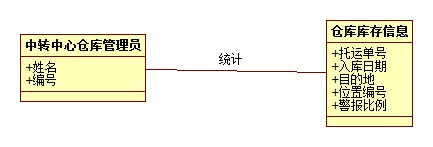 中转中心仓库管理员
+姓名
+编号
统计
仓库库存信息
+托运单号
+入库日期
+目的地
+位置编号
+警报比例